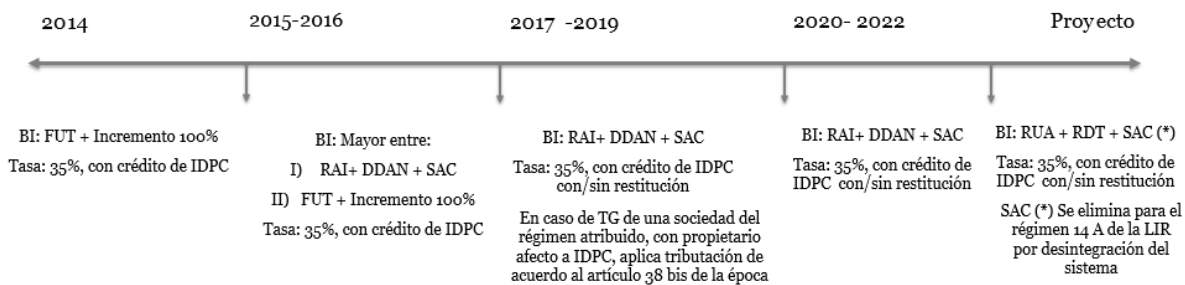 2014
2015-2016
2017 -2019
2020- 2022
Proyecto
BI: FUT + Incremento 100%
Tasa: 35%, con crédito de IDPC
BI: Mayor entre:
I) RAI+ DDAN + SAC
II) FUT + Incremento 100%
Tasa: 35%, con crédito de IDPC
BI: RAI+ DDAN + SAC
Tasa: 35%, con crédito de IDPC
con/sin restitución
En caso de TG de una sociedad del
régimen atribuido, con propietario
afecto a IDPC, aplica tributación de
acuerdo al artículo 38 bis de la época
BI: RAI+ DDAN + SAC
Tasa: 35%, con crédito de
IDPC con/sin restitución
BI: RUA + RDT + SAC (*)
Tasa: 35%, con crédito de
IDPC con/sin restitución
SAC (*) Se elimina para el
régimen 14 A de la LIR
por desintegración del
sistema